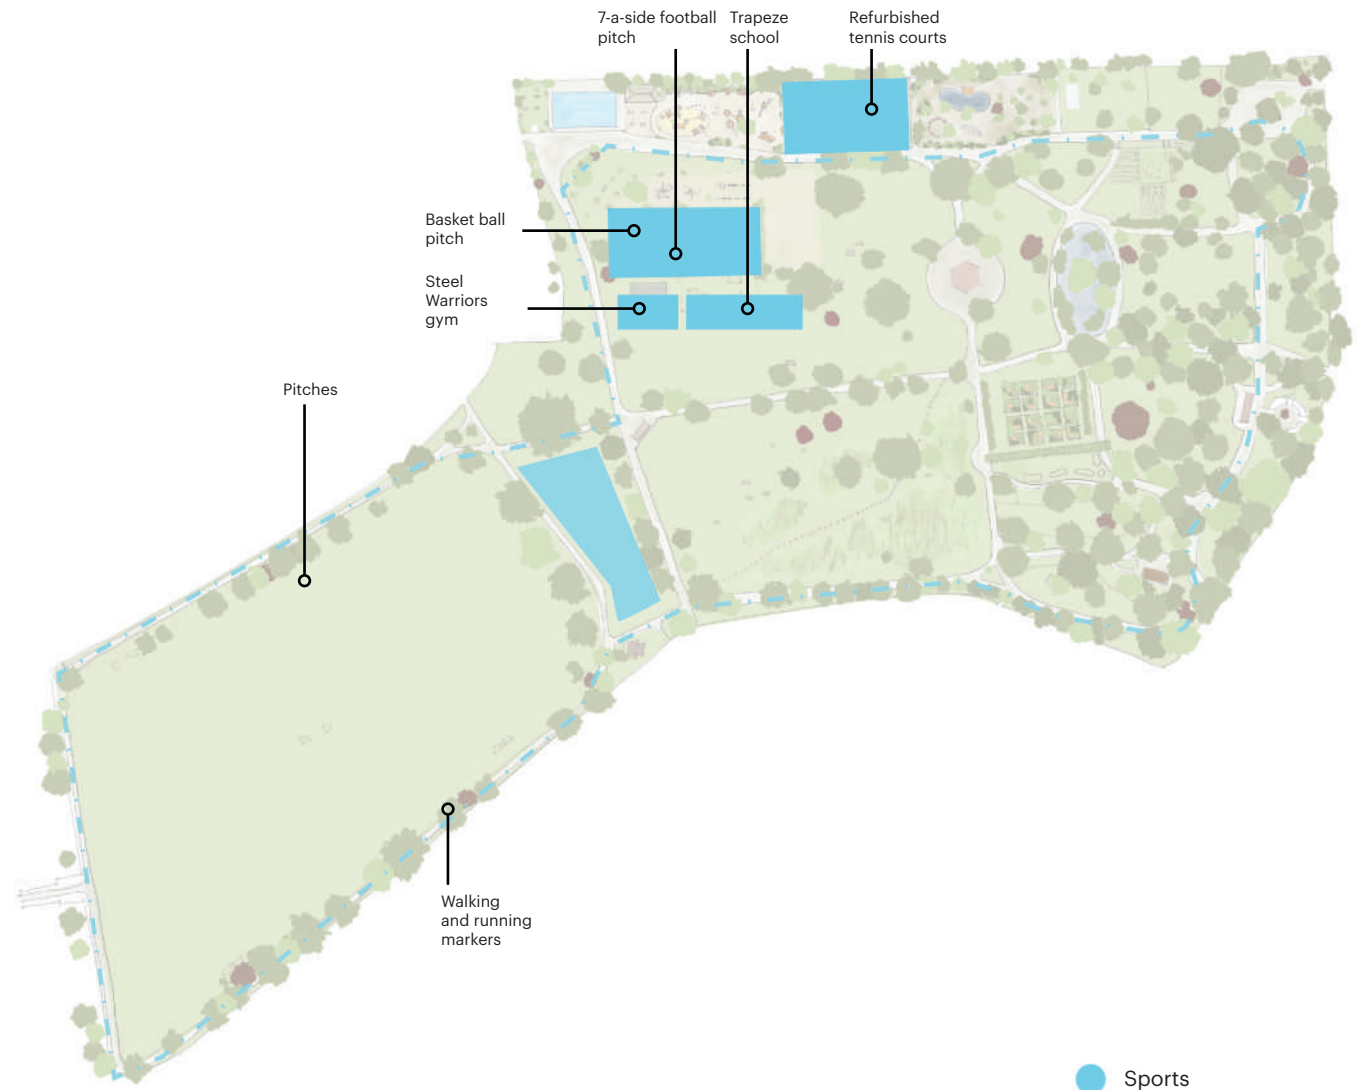 7-a-side football
pitch
Trapeze
school
Refurbished
tennis courts
Basket ball
pitch
Steel
Warriors
gym
Pitches
Walking
and running
markers
Sports